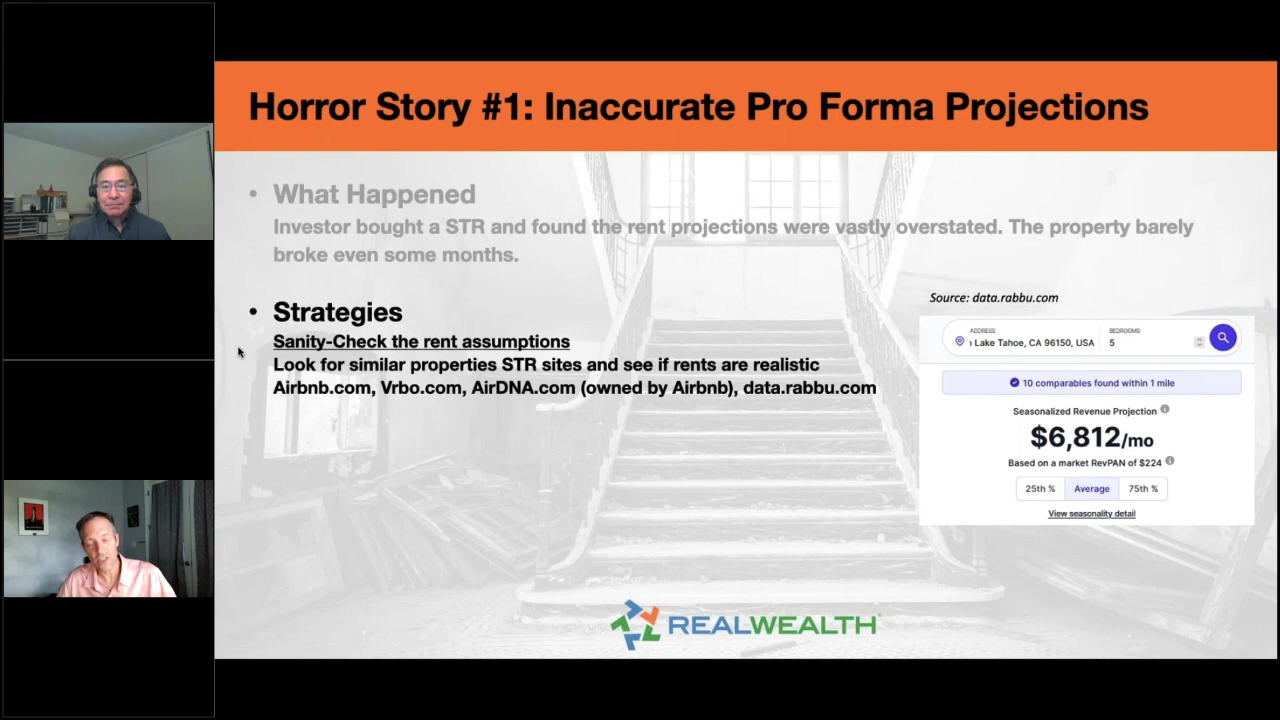 Horror Story #1: Inaccurate Pro Forma Projections
• What Happened
Investor bought a STR and found the rent projections were vastly overstated. The property barely
broke even some months.
• Strategies
Sanity-Check the rent assumptions
Look for similar properties STR sites and see if rents are realistic
Airbnb.com, Vrbo.com, AirDNA.com (owned by Airbnb), data.rabbu.com
Source: data.rabbu.com
ADDRESS
Lake Tahoe, CA 96150, USA
BEDROOMS
5
10 comparables found within 1 mile
Seasonalized Revenue Projection
$6,812/mo
Based on a market RevPAN of $224
25th % Average 75th %
View seasonality detail
REALWEALTH